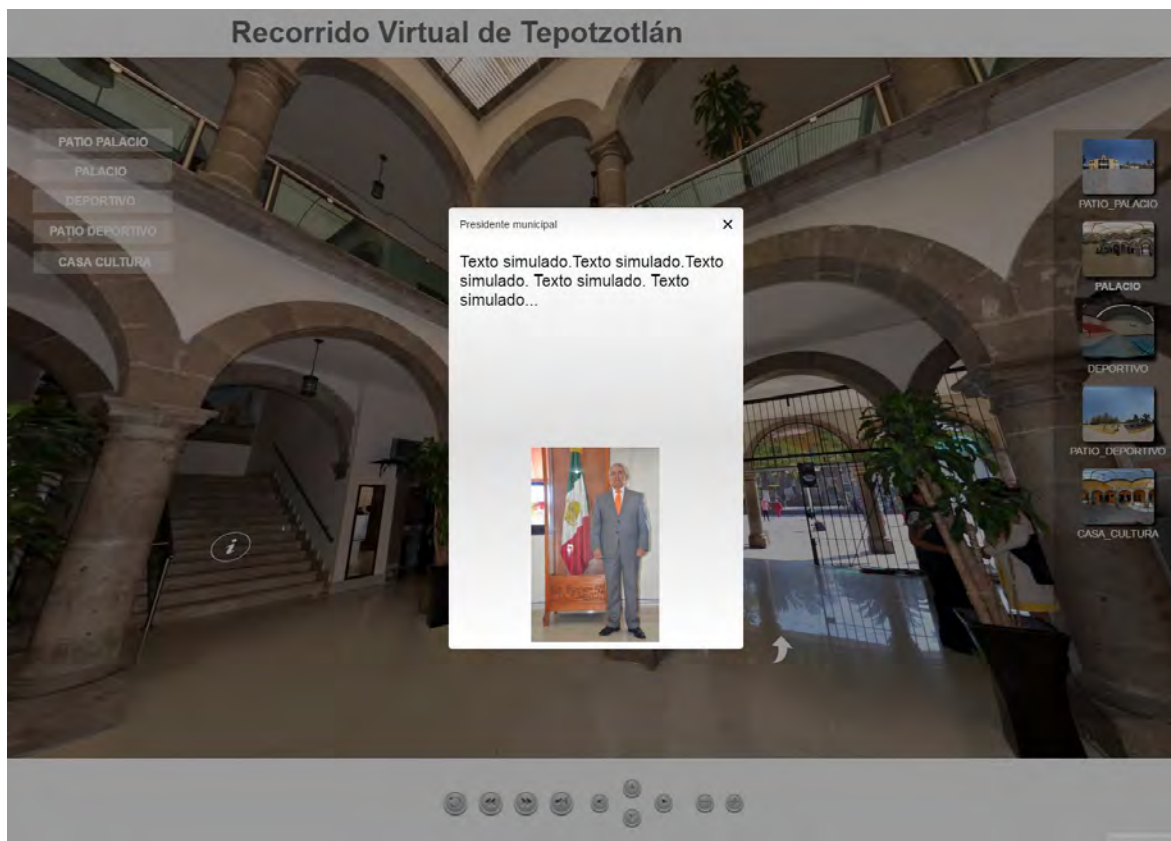 Recorrido Virtual de Tepotzotlán
PATIO PALACIO
PALACIO
DEPORTIVO
PATIO DEPORTIVO
CASA CULTURA
Presidente municipal
Texto simulado.Texto simulado.Texto
simulado. Texto simulado. Texto
simulado...
i
PATIO_PALACIO
PALACIO
DEPORTIVO
PATIO_DEPORTIVO
CASA_CULTURA